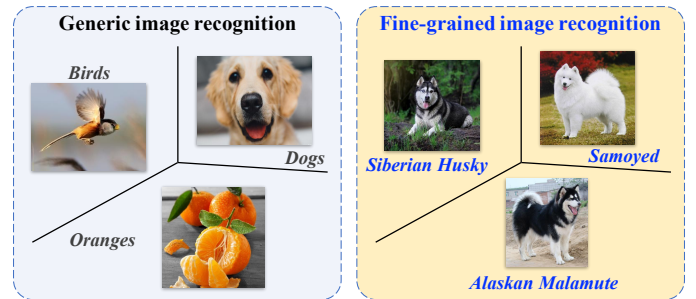 Generic image recognition
Birds
Dogs
Oranges
Fine-grained image recognition
Siberian Husky
Samoyed
Alaskan Malamute